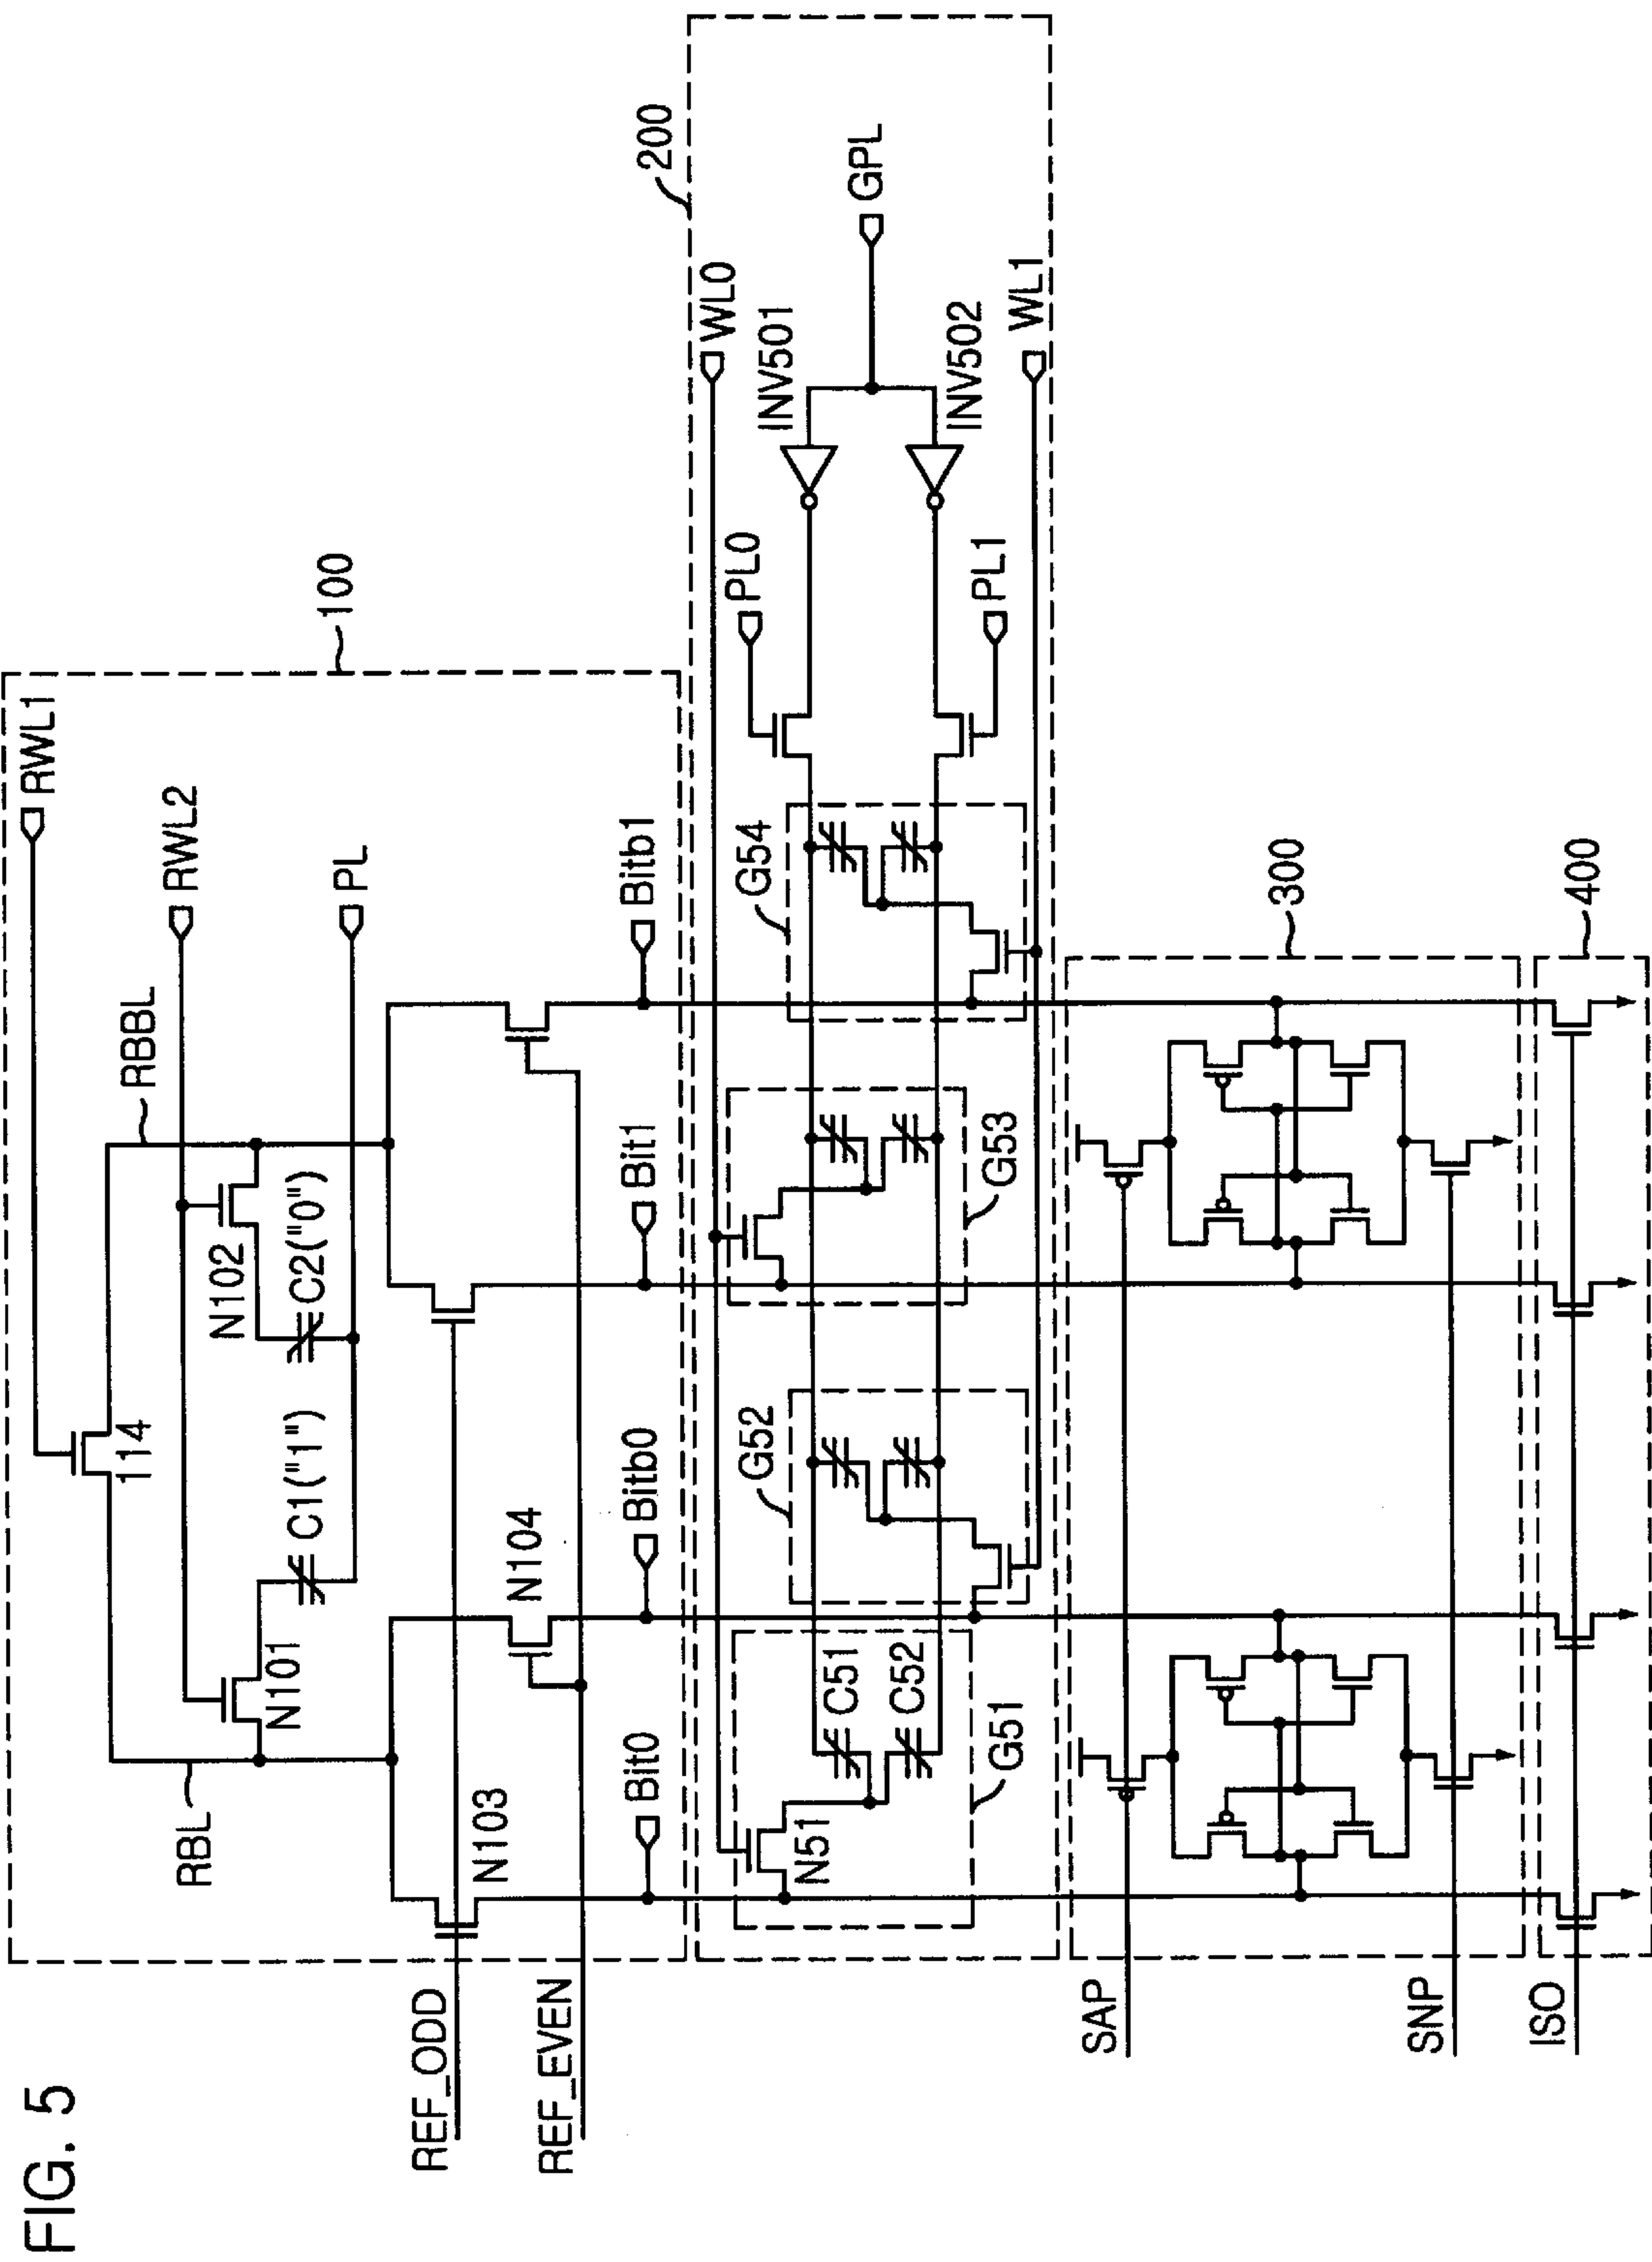 FIG. 5
RWL1
114
RBBL
RWL2
N102
C2("0")
PL
100
RBL
N101
C1("1")
N103
N104
REF_ODD
REF_EVEN
Bit0
Bitb0
Bit1
Bitb1
200
WL0
INV501
GPL
INV502
WL1
PL0
PL1
N51
C51
C52
G51
G52
G53
G54
SAP
SNP
300
ISO
400